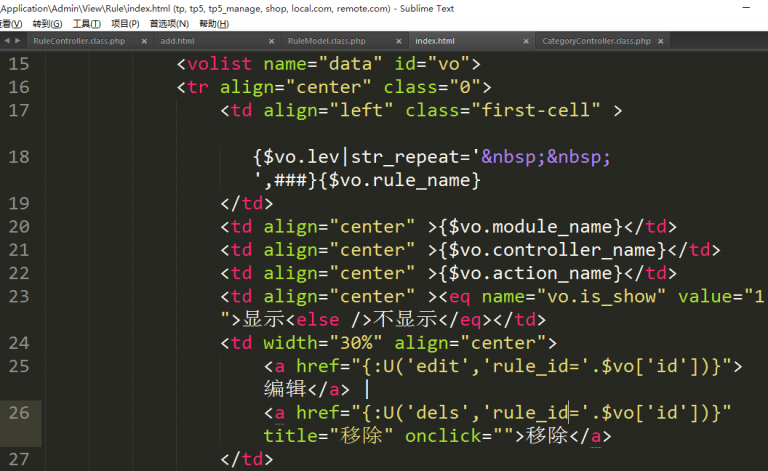 Application\Admin\View\Rule\index.html (tp, tp5, tp5_manage, shop, local.com, remote.com) - Sublime Text
查看(V) 转到(G) 工具(T) 项目(P) 首选项(N) 帮助(H)
RuleController.class.php × add.html × RuleModel.class.php × index.html × CategoryController.class.php ×
15 <volist name="data" id="vo">
16 <tr align="center" class="0">
17 <td align="left" class="first-cell" >
18 {$vo.lev|str_repeat='&nbsp;&nbsp;
',###}{$vo.rule_name}
19 </td>
20 <td align="center" >{$vo.module_name}</td>
21 <td align="center" >{$vo.controller_name}</td>
22 <td align="center" >{$vo.action_name}</td>
23 <td align="center" ><eq name="vo.is_show" value="1
">显示<else />不显示</eq></td>
24 <td width="30%" align="center">
25 <a href="{:U('edit','rule_id='.$vo['id'])}">
编辑</a> |
26 <a href="{:U('dels','rule_id='.$vo['id'])}"
title="移除" onclick="">移除</a>
27 </td>